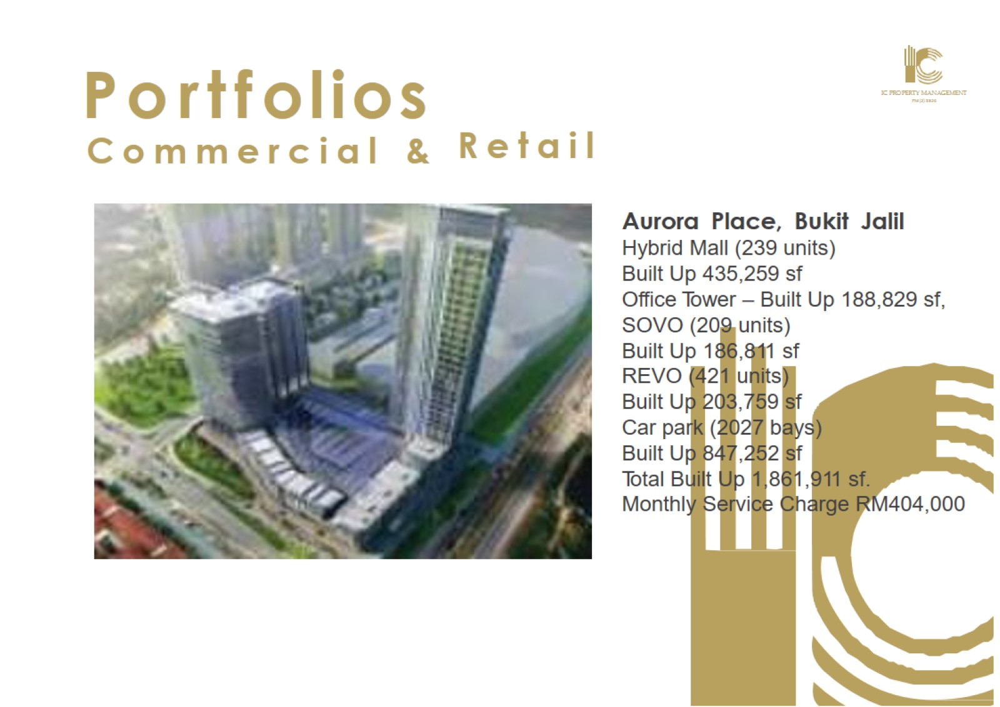 Portfolios
Commercial & Retail
IC PROPERTY MANAGEMENT
Aurora Place, Bukit Jalil
Hybrid Mall (239 units)
Built Up 435,259 sf
Office Tower – Built Up 188,829 sf,
SOVO (209 units)
Built Up 186,811 sf
REVO (421 units)
Built Up 203,759 sf
Car park (2027 bays)
Built Up 847,252 sf
Total Built Up 1,861,911 sf.
Monthly Service Charge RM404,000